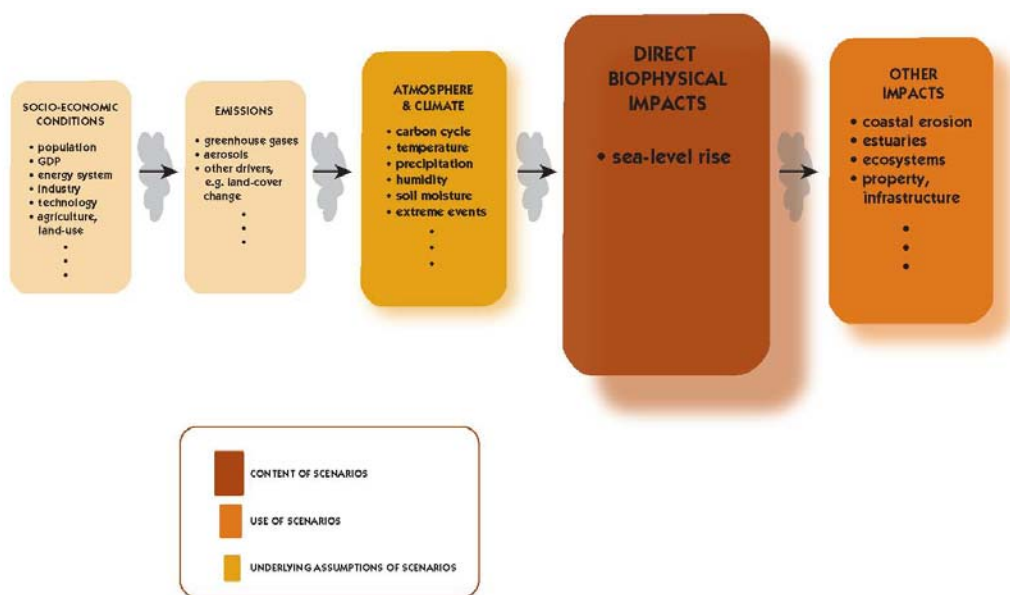 SOCIO-ECONOMIC
CONDITIONS
• population
• GDP
• energy system
• industry
• technology
• agriculture,
land-use
•
•
•
EMISSIONS
• greenhouse gases
• aerosols
• other drivers,
e.g. land-cover
change
•
•
•
ATMOSPHERE
& CLIMATE
• carbon cycle
• temperature
• precipitation
• humidity
• soil moisture
• extreme events
•
•
•
DIRECT
BIOPHYSICAL
IMPACTS
• sea-level rise
OTHER
IMPACTS
• coastal erosion
• estuaries
• ecosystems
• property,
infrastructure
•
•
•
CONTENT OF SCENARIOS
USE OF SCENARIOS
UNDERLYING ASSUMPTIONS OF SCENARIOS